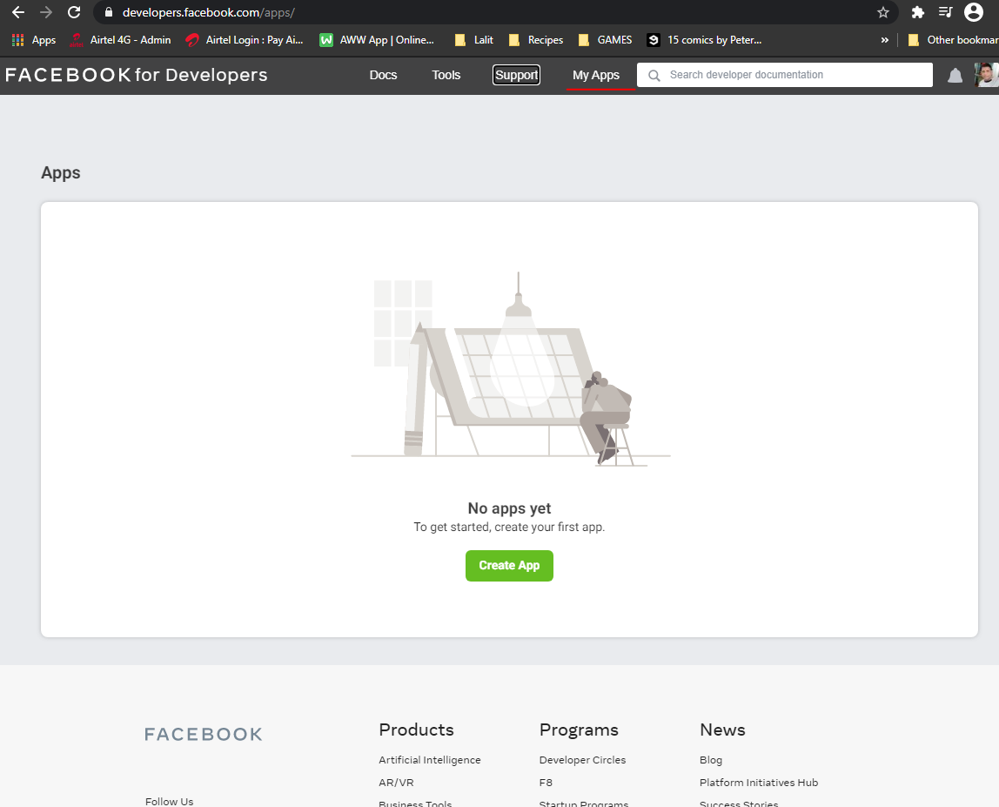 developers.facebook.com/apps/
Apps Airtel 4G - Admin Airtel Login : Pay Ai... W AWW App | Online... Lalit Recipes GAMES 9 15 comics by Peter... » Other bookmar
FACEBOOK for Developers Docs Tools Support My Apps Search developer documentation
Apps
No apps yet
To get started, create your first app.
Create App
FACEBOOK Products Programs News
Artificial Intelligence Developer Circles Blog
AR/VR F8 Platform Initiatives Hub
Follow Us Business Tools Startup Programs Success Stories